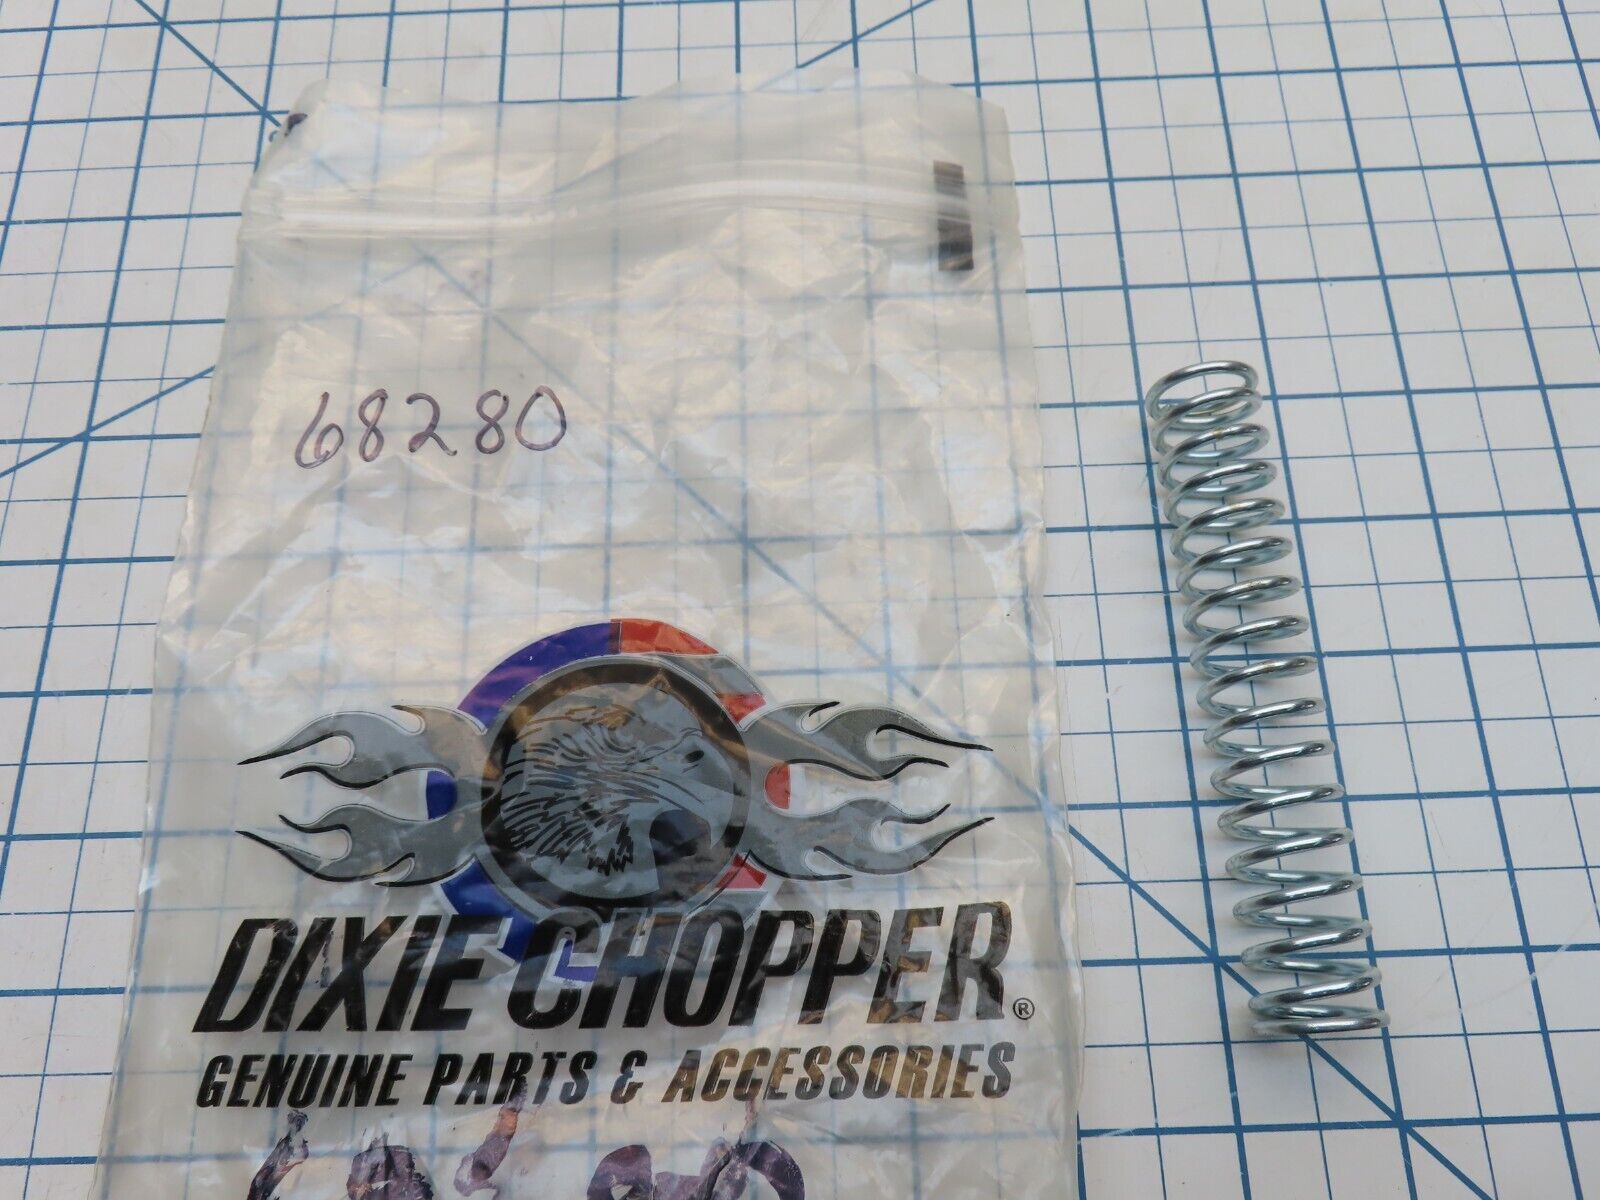 68280
DIXIE CHOPPER®
GENUINE PARTS & ACCESSORIES